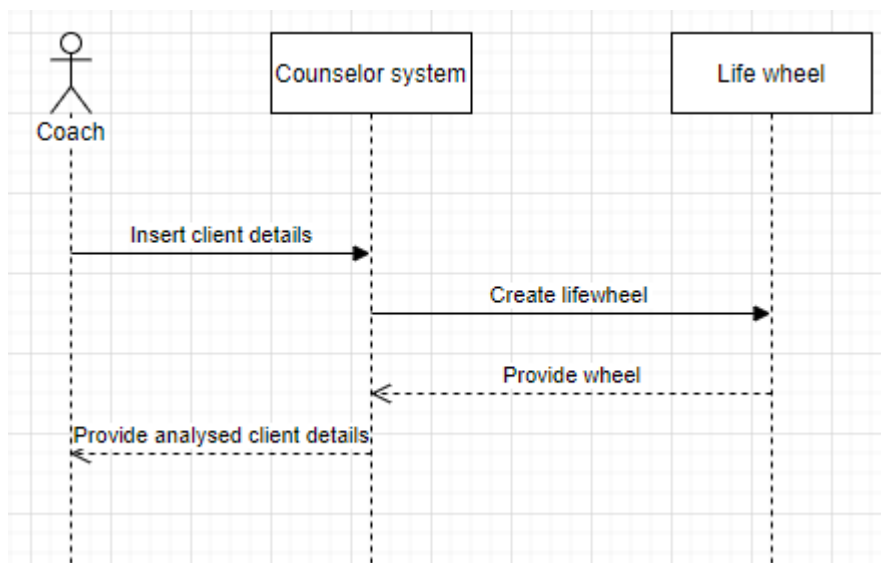 Counselor system
Life wheel
Coach
Insert client details
Create lifewheel
Provide wheel
Provide analysed client details